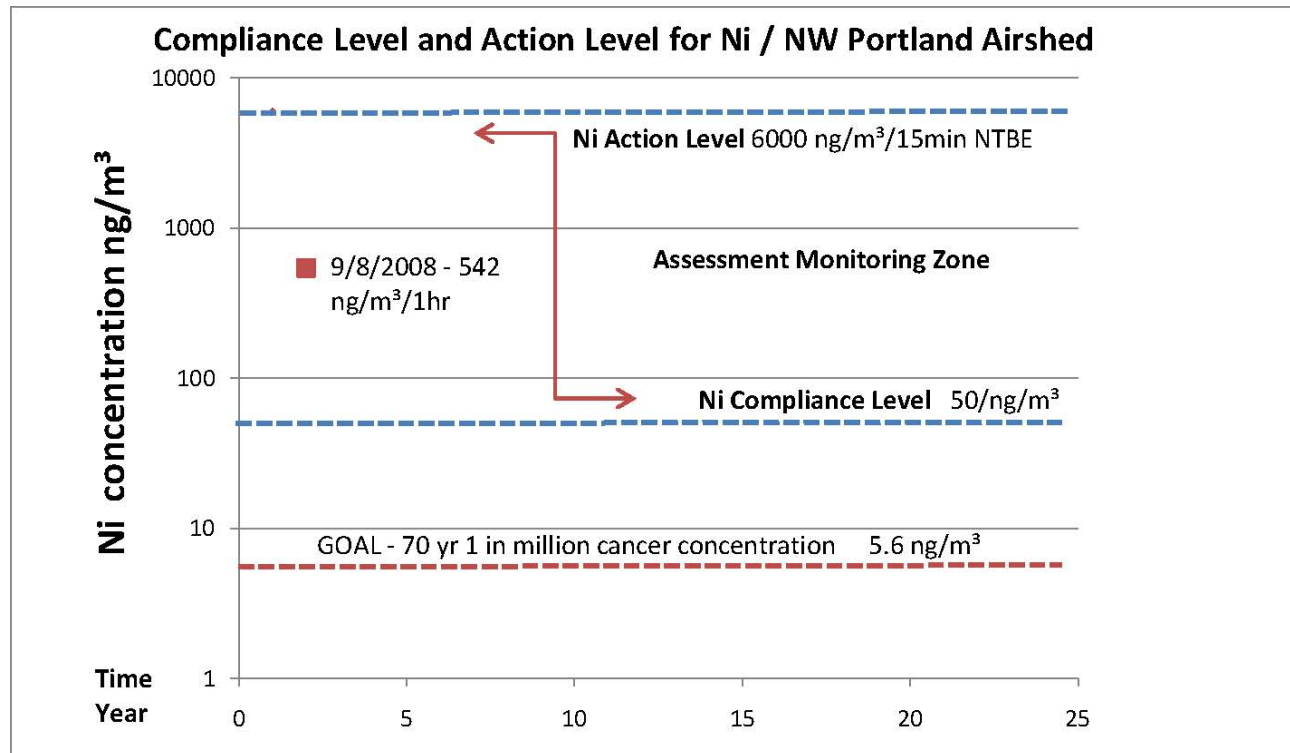 Compliance Level and Action Level for Ni / NW Portland Airshed
Ni concentration ng/m³
10000
1000
100
10
1
Ni Action Level 6000 ng/m³/15min NTBE
9/8/2008 - 542
ng/m³/1hr
Assessment Monitoring Zone
Ni Compliance Level 50/ng/m³
GOAL - 70 yr 1 in million cancer concentration 5.6 ng/m³
Time
Year
0 5 10 15 20 25